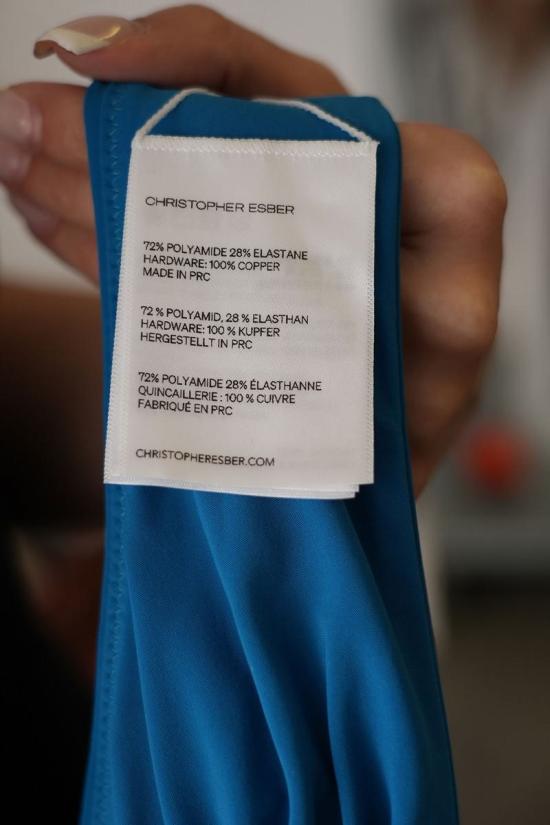 CHRISTOPHER ESBER
72% POLYAMIDE 28% ELASTANE
HARDWARE: 100% COPPER
MADE IN PRC
72 % POLYAMID, 28 % ELASTHAN
HARDWARE: 100 % KUPFER
HERGESTELLT IN PRC
72% POLYAMIDE 28% ÉLASTHANNE
QUINCAILLERIE : 100 % CUIVRE
FABRIQUÉ EN PRC
CHRISTOPHERESBER.COM